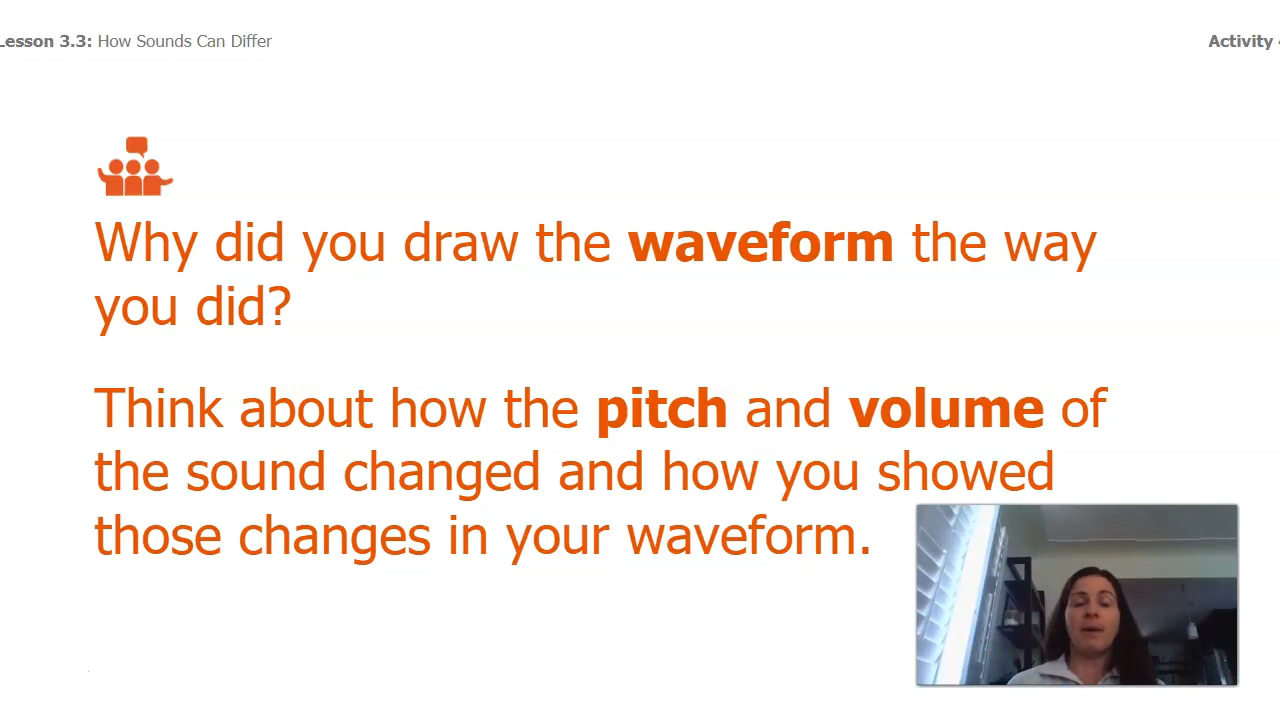 Lesson 3.3: How Sounds Can Differ
Activity
Why did you draw the waveform the way
you did?
Think about how the pitch and volume of
the sound changed and how you showed
those changes in your waveform.